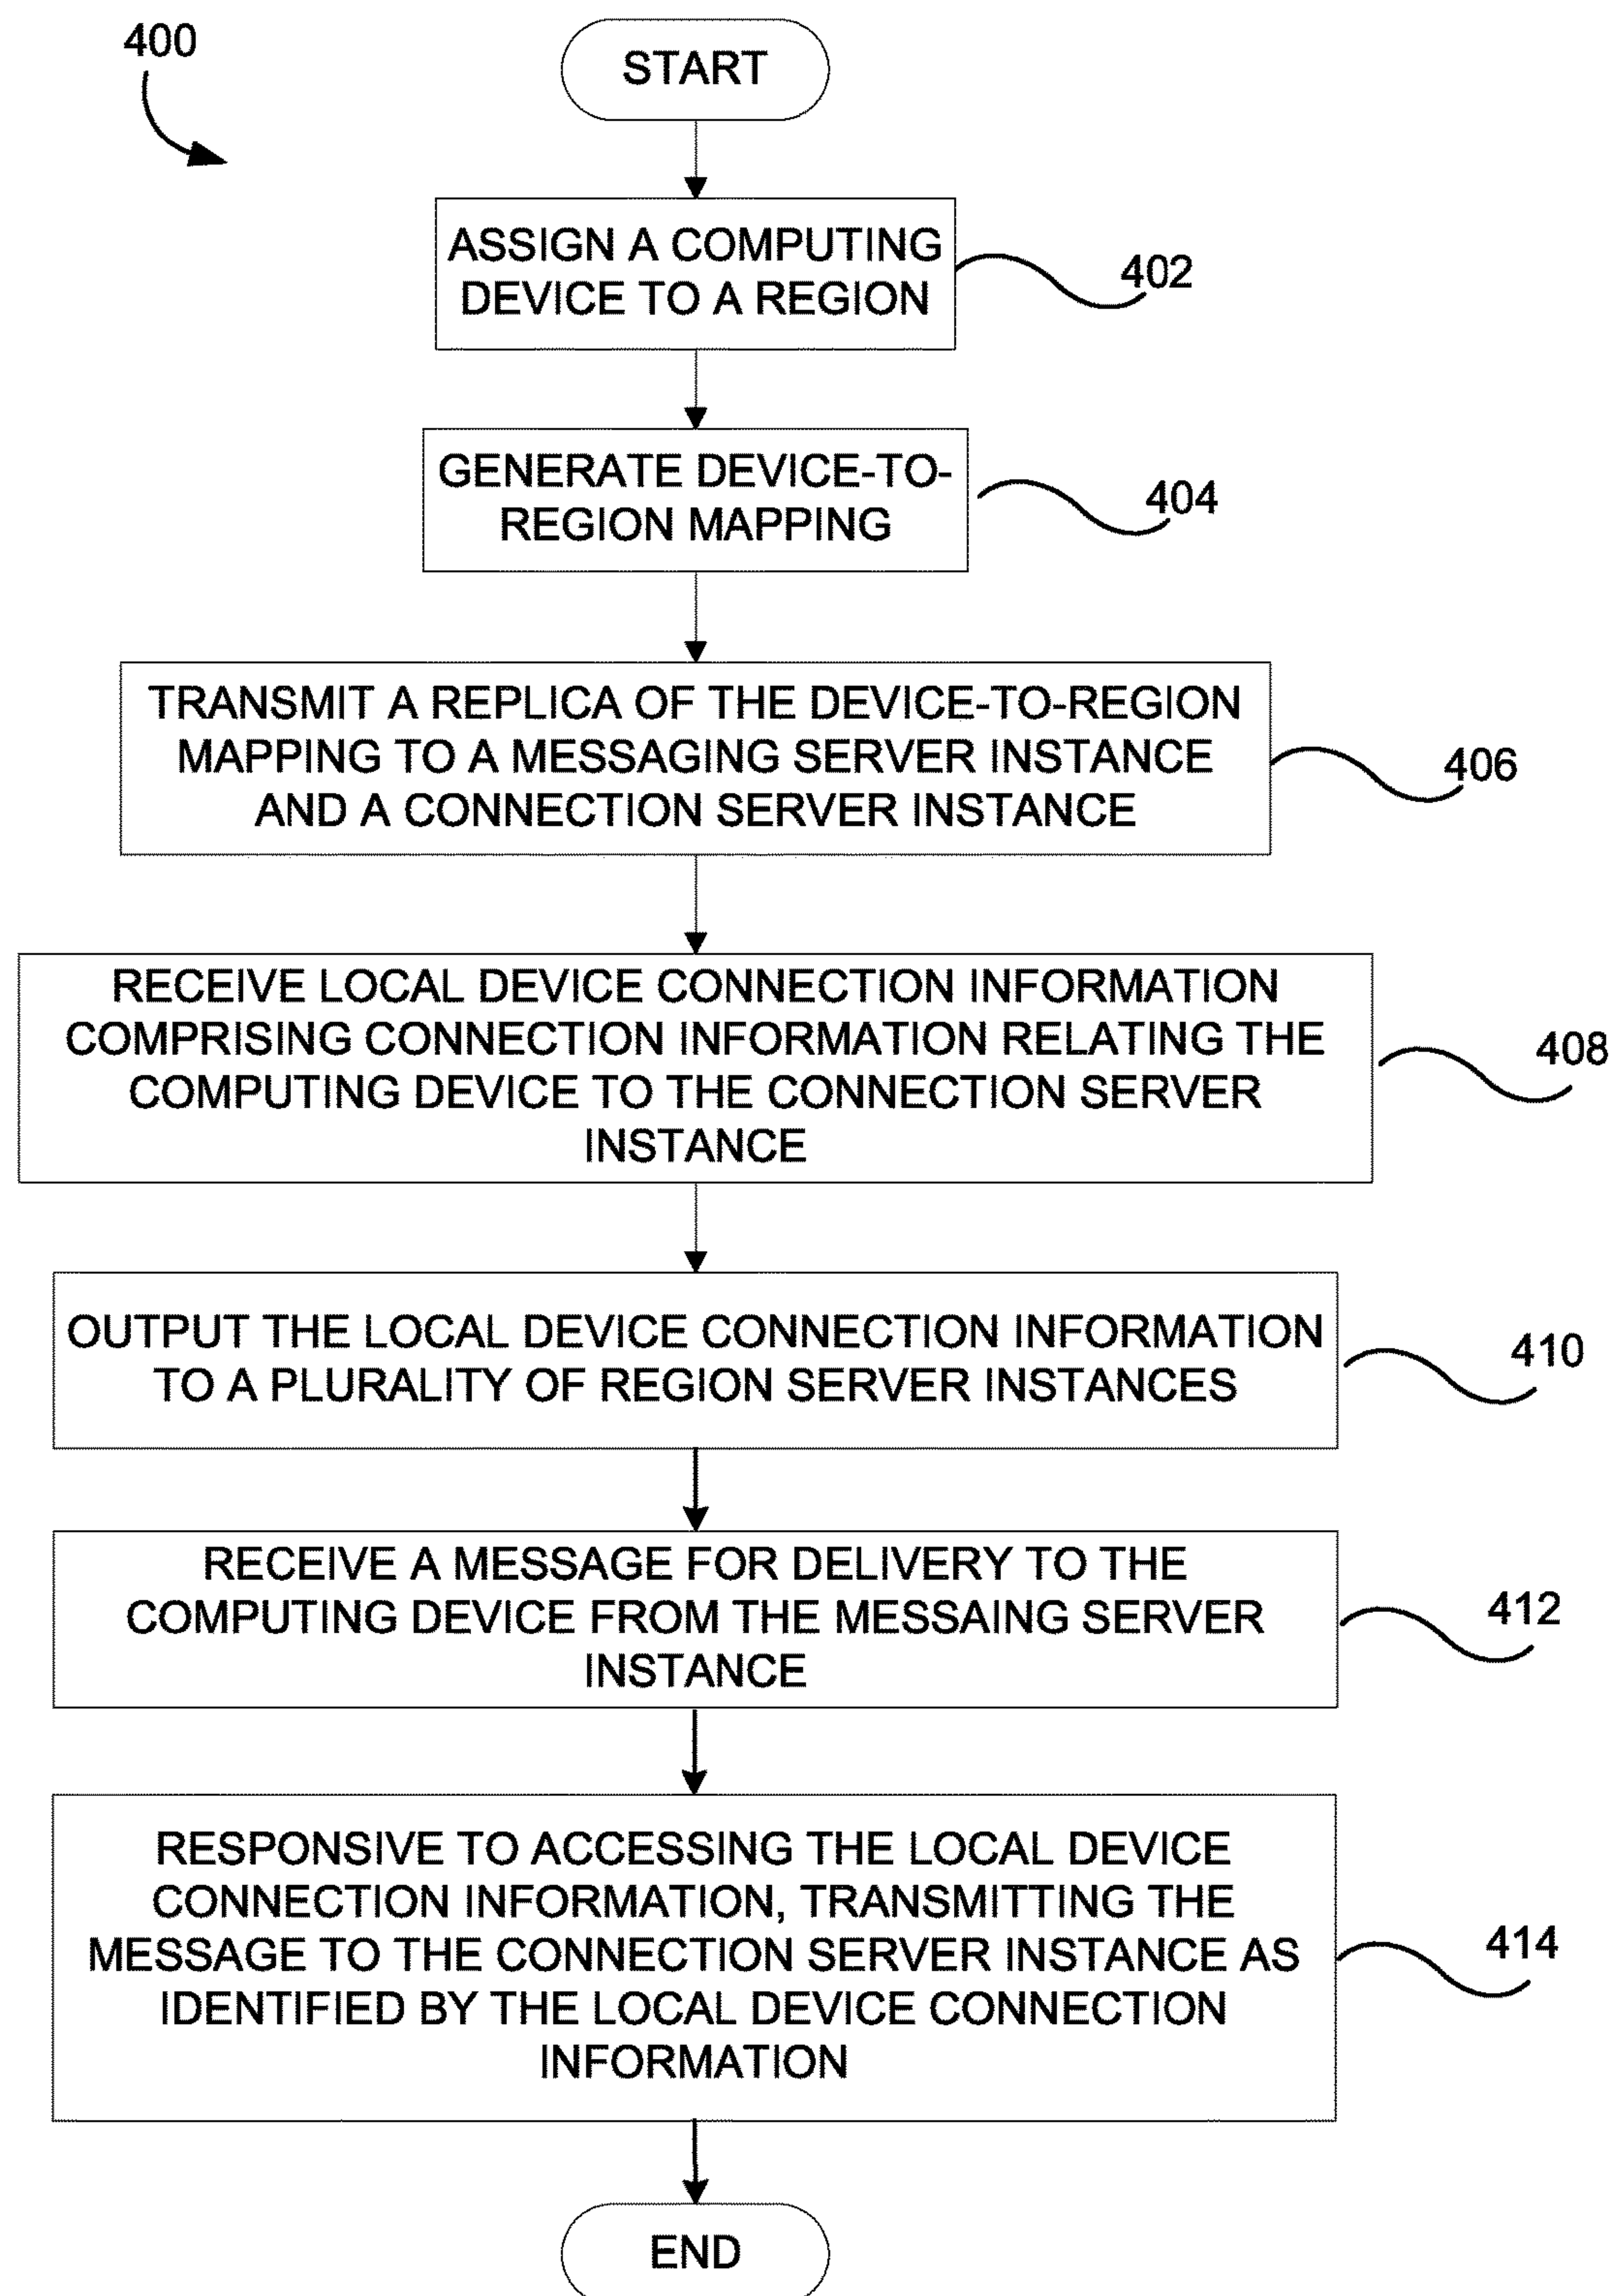 400
START
ASSIGN A COMPUTING
DEVICE TO A REGION
402
GENERATE DEVICE-TO-
REGION MAPPING
404
TRANSMIT A REPLICA OF THE DEVICE-TO-REGION
MAPPING TO A MESSAGING SERVER INSTANCE
AND A CONNECTION SERVER INSTANCE
406
RECEIVE LOCAL DEVICE CONNECTION INFORMATION
COMPRISING CONNECTION INFORMATION RELATING THE
COMPUTING DEVICE TO THE CONNECTION SERVER
INSTANCE
408
OUTPUT THE LOCAL DEVICE CONNECTION INFORMATION
TO A PLURALITY OF REGION SERVER INSTANCES
410
RECEIVE A MESSAGE FOR DELIVERY TO THE
COMPUTING DEVICE FROM THE MESSAING SERVER
INSTANCE
412
RESPONSIVE TO ACCESSING THE LOCAL DEVICE
CONNECTION INFORMATION, TRANSMITTING THE
MESSAGE TO THE CONNECTION SERVER INSTANCE AS
IDENTIFIED BY THE LOCAL DEVICE CONNECTION
INFORMATION
414
END